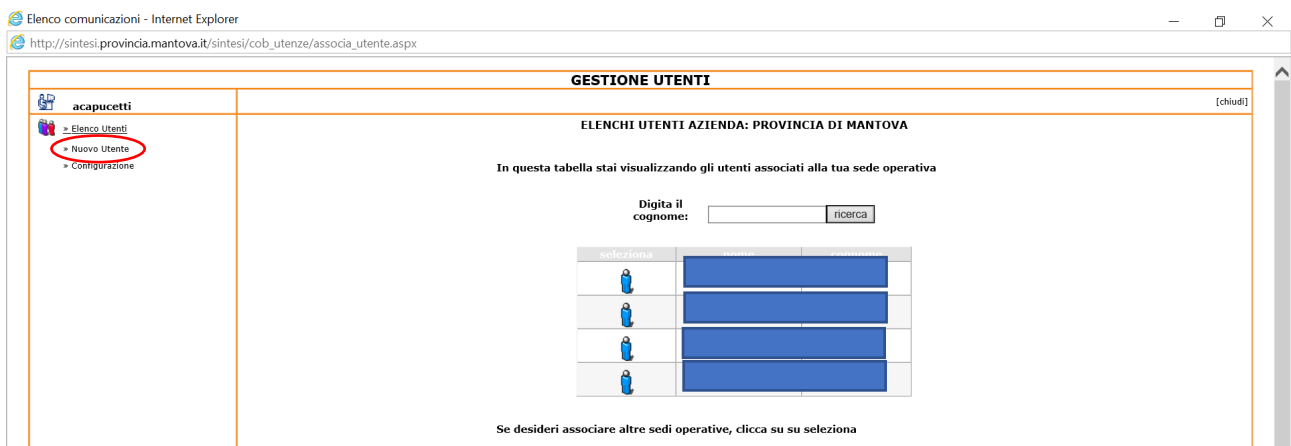 Elenco comunicazioni - Internet Explorer
http://sintesi.provincia.mantova.it/sintesi/cob_utenze/associa_utente.aspx
GESTIONE UTENTI
acapucetti
[chiudi]
» Elenco Utenti
» Nuovo Utente
» Configurazione
ELENCHI UTENTI AZIENDA: PROVINCIA DI MANTOVA
In questa tabella stai visualizzando gli utenti associati alla tua sede operativa
Digita il
cognome:
ricerca
seleziona nome cognome
Se desideri associare altre sedi operative, clicca su su seleziona